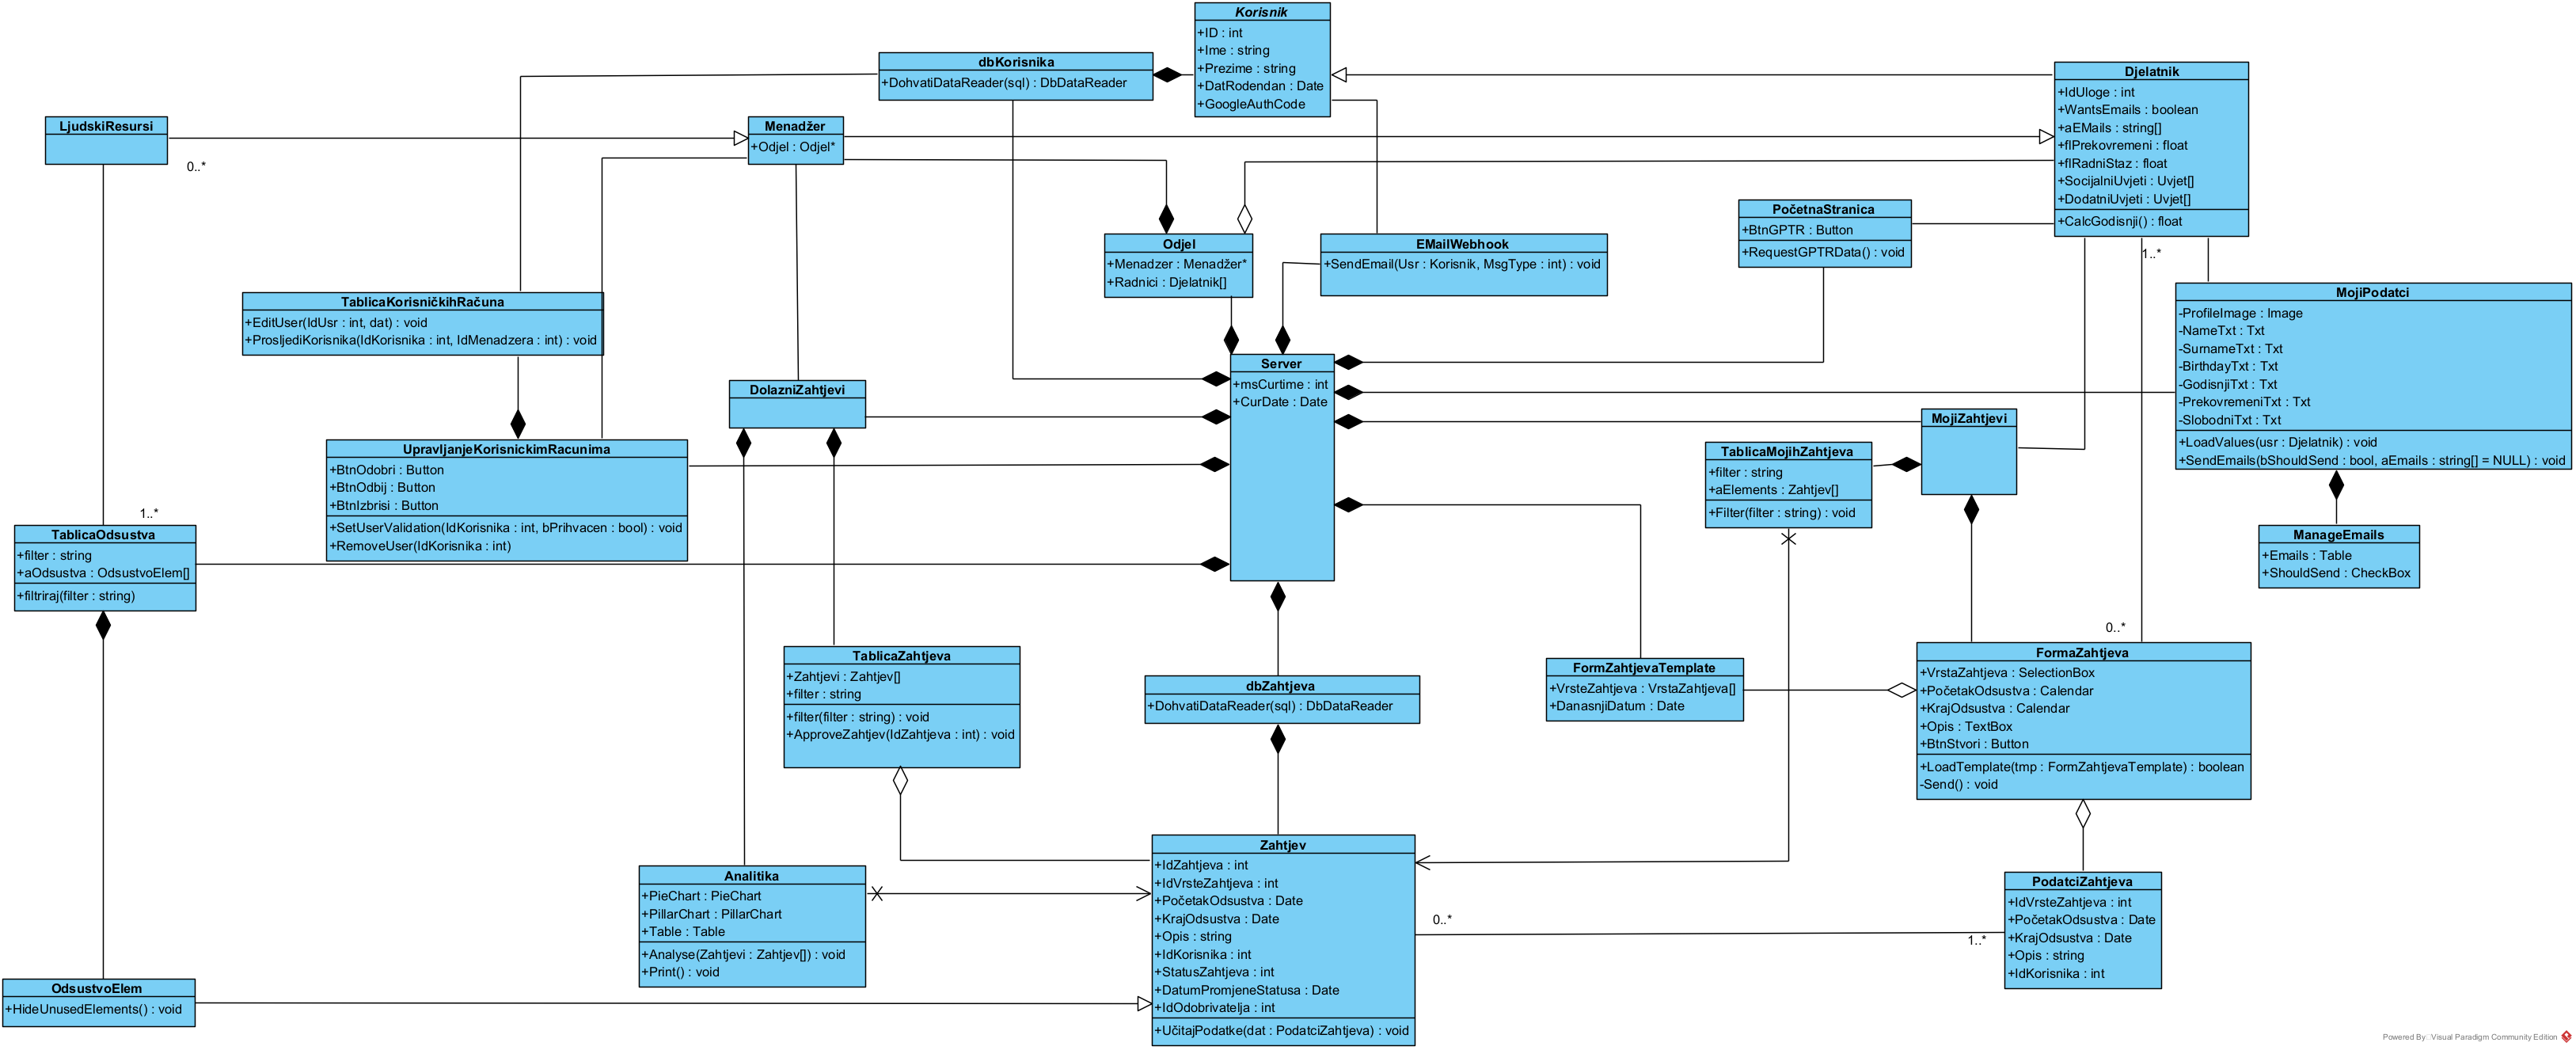 Korisnik
+ID : int
+Ime : string
+Prezime : string
+DatRodendan : Date
+GoogleAuthCode
dbKorisnika
+DohvatiDataReader(sql) : DbDataReader
Djelatnik
+IdUloge : int
+WantsEmails : boolean
+aEMails : string[]
+flPrekovremeni : float
+flRadniStaz : float
+SocijalniUvjeti : Uvjet[]
+DodatniUvjeti : Uvjet[]
+CalcGodisnji() : float
LjudskiResursi
0..*
Menadžer
+Odjel : Odjel*
PočetnaStranica
+BtnGPTR : Button
+RequestGPTRData() : void
Odjel
+Menadzer : Menadžer*
+Radnici : Djelatnik[]
EMailWebhook
+SendEmail(Usr : Korisnik, MsgType : int) : void
1..*
TablicaKorisničkihRačuna
+EditUser(IdUsr : int, dat) : void
+ProsljediKorisnika(IdKorisnika : int, IdMenadzera : int) : void
MojiPodatci
-ProfileImage : Image
-NameTxt : Txt
-SurnameTxt : Txt
-BirthdayTxt : Txt
-GodisnjiTxt : Txt
-PrekovremeniTxt : Txt
-SlobodniTxt : Txt
+LoadValues(usr : Djelatnik) : void
+SendEmails(bShouldSend : bool, aEmails : string[] = NULL) : void
Server
+msCurtime : int
+CurDate : Date
DolazniZahtjevi
MojiZahtjevi
UpravljanjeKorisnickimRacunima
+BtnOdobri : Button
+BtnOdbij : Button
+BtnIzbrisi : Button
+SetUserValidation(IdKorisnika : int, bPrihvacen : bool) : void
+RemoveUser(IdKorisnika : int)
TablicaMojihZahtjeva
+filter : string
+aElements : Zahtjev[]
+Filter(filter : string) : void
1..*
TablicaOdsustva
+filter : string
+aOdsustva : OdsustvoElem[]
+filtriraj(filter : string)
ManageEmails
+Emails : Table
+ShouldSend : CheckBox
0..*
TablicaZahtjeva
+Zahtjevi : Zahtjev[]
+filter : string
+filter(filter : string) : void
+ApproveZahtjev(IdZahtjeva : int) : void
dbZahtjeva
+DohvatiDataReader(sql) : DbDataReader
FormZahtjevaTemplate
+VrsteZahtjeva : VrstaZahtjeva[]
+DanasnjiDatum : Date
FormaZahtjeva
+VrstaZahtjeva : SelectionBox
+PočetakOdsustva : Calendar
+KrajOdsustva : Calendar
+Opis : TextBox
+BtnStvori : Button
+LoadTemplate(tmp : FormZahtjevaTemplate) : boolean
-Send() : void
Zahtjev
+IdZahtjeva : int
+IdVrsteZahtjeva : int
+PočetakOdsustva : Date
+KrajOdsustva : Date
+Opis : string
+IdKorisnika : int
+StatusZahtjeva : int
+DatumPromjeneStatusa : Date
+IdOdobrivatelja : int
+UčitajPodatke(dat : PodatciZahtjeva) : void
Analitika
+PieChart : PieChart
+PillarChart : PillarChart
+Table : Table
+Analyse(Zahtjevi : Zahtjev[]) : void
+Print() : void
0..*
1..*
PodatciZahtjeva
+IdVrsteZahtjeva : int
+PočetakOdsustva : Date
+KrajOdsustva : Date
+Opis : string
+IdKorisnika : int
OdsustvoElem
+HideUnusedElements() : void
Powered By Visual Paradigm Community Edition